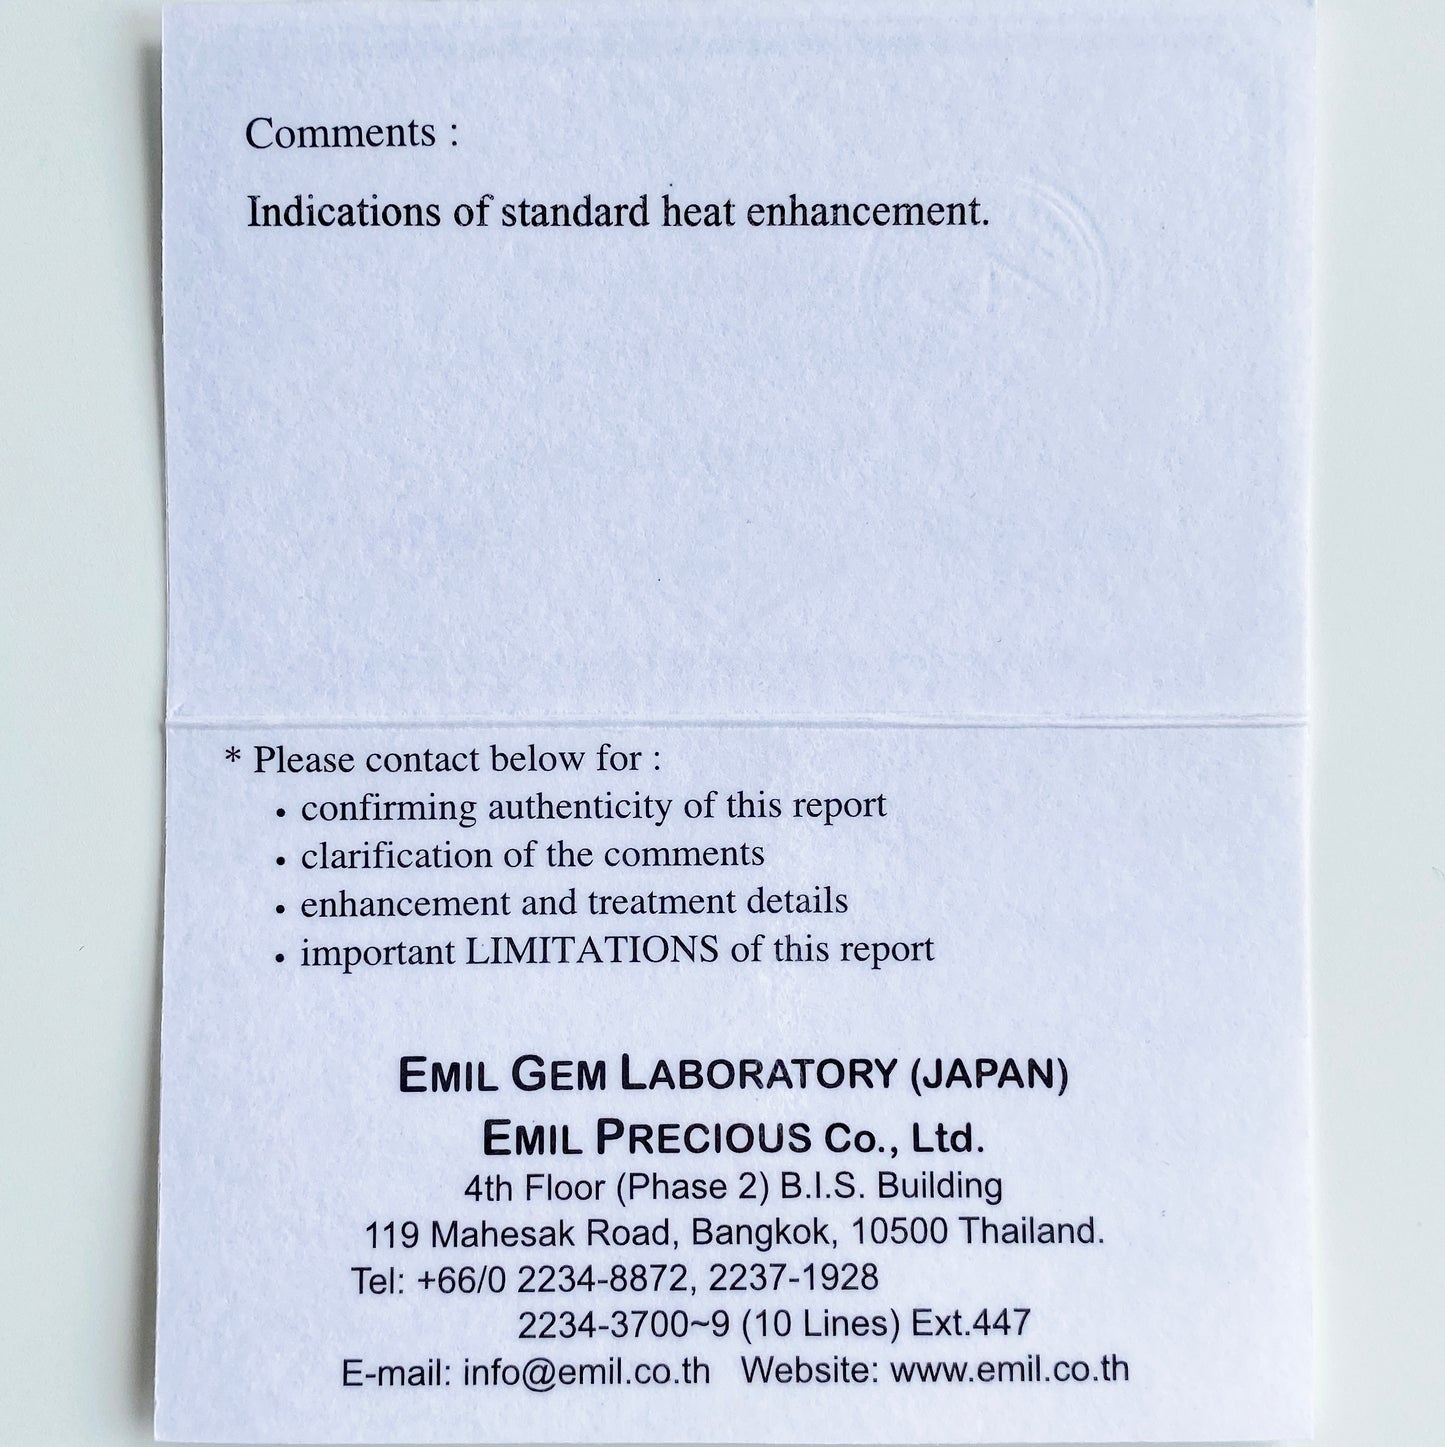 Comments :
Indications of standard heat enhancement.
* Please contact below for :
• confirming authenticity of this report
• clarification of the comments
• enhancement and treatment details
• important LIMITATIONS of this report
EMIL GEM LABORATORY (JAPAN)
EMIL PRECIOUS Co., Ltd.
4th Floor (Phase 2) B.I.S. Building
119 Mahesak Road, Bangkok, 10500 Thailand.
Tel: +66/0 2234-8872, 2237-1928
2234-3700~9 (10 Lines) Ext.447
E-mail: info@emil.co.th Website: www.emil.co.th